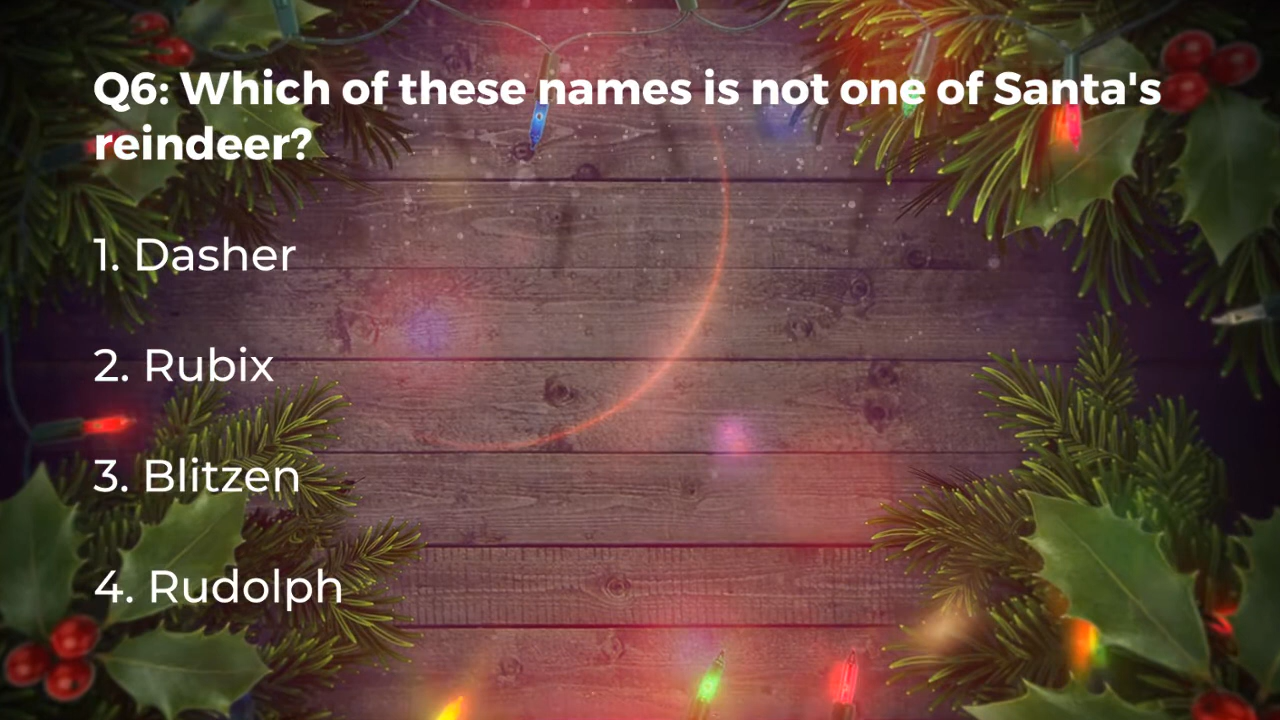 Q6: Which of these names is not one of Santa's
reindeer?
1. Dasher
2. Rubix
3. Blitzen
4. Rudolph